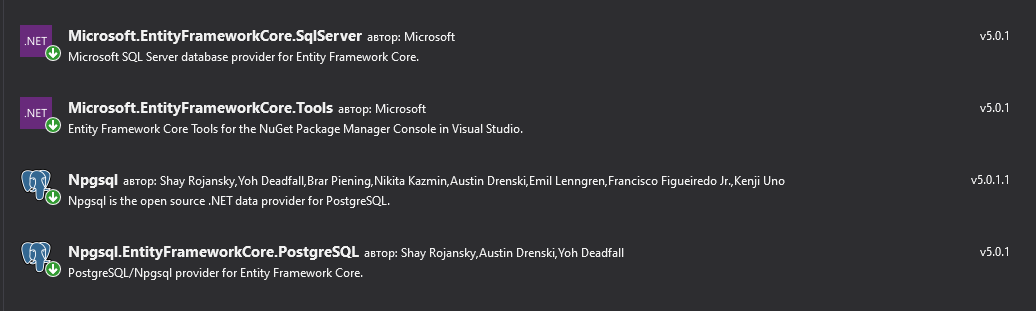 .NET Microsoft.EntityFrameworkCore.SqlServer автор: Microsoft v5.0.1
Microsoft SQL Server database provider for Entity Framework Core.
.NET Microsoft.EntityFrameworkCore.Tools автор: Microsoft v5.0.1
Entity Framework Core Tools for the NuGet Package Manager Console in Visual Studio.
Npgsql автор: Shay Rojansky,Yoh Deadfall,Brar Piening,Nikita Kazmin,Austin Drenski,Emil Lenngren,Francisco Figueiredo Jr.,Kenji Uno v5.0.1.1
Npgsql is the open source .NET data provider for PostgreSQL.
Npgsql.EntityFrameworkCore.PostgreSQL автор: Shay Rojansky,Austin Drenski,Yoh Deadfall v5.0.1
PostgreSQL/Npgsql provider for Entity Framework Core.